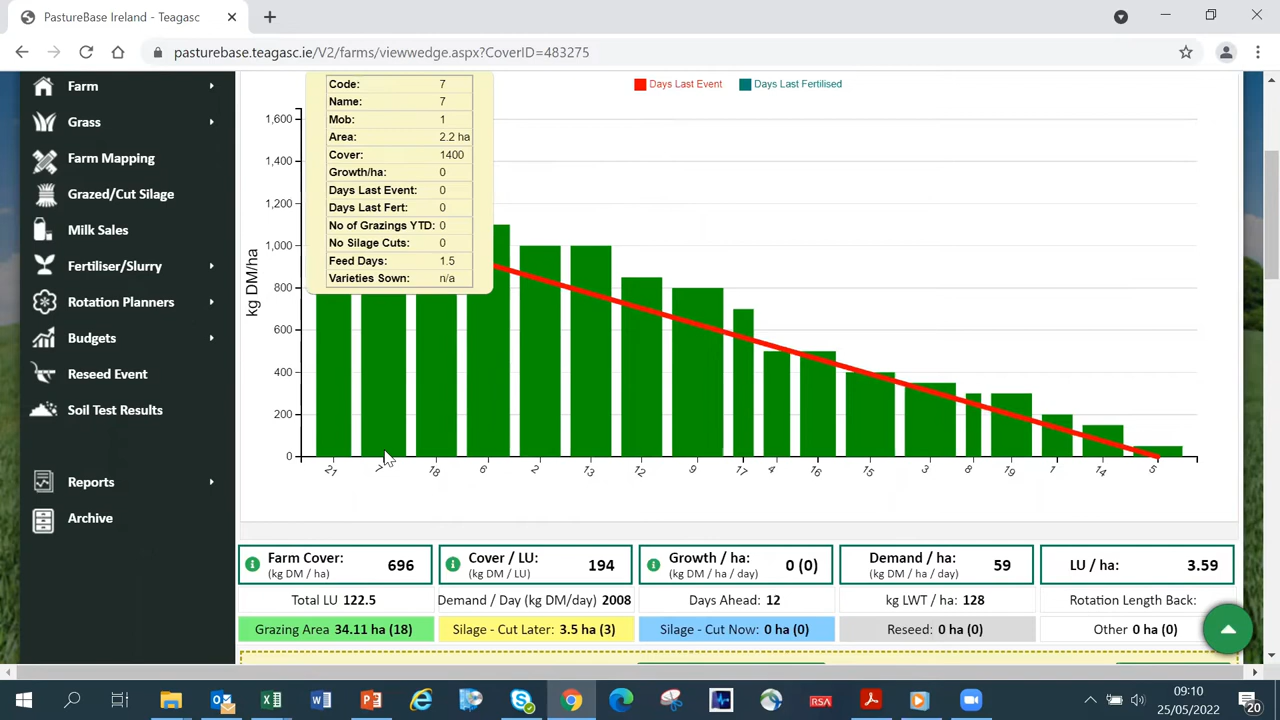 PastureBase Ireland - Teagasc
pasturebase.teagasc.ie/V2/farms/viewwedge.aspx?CoverID=483275
Farm
Grass
Farm Mapping
Grazed/Cut Silage
Milk Sales
Fertiliser/Slurry
Rotation Planners
Budgets
Reseed Event
Soil Test Results
Reports
Archive
Days Last Event Days Last Fertilised
Code: 7
Name: 7
Mob: 1
Area: 2.2 ha
Cover: 1400
Growth/ha: 0
Days Last Event: 0
Days Last Fert: 0
No of Grazings YTD: 0
No Silage Cuts: 0
Feed Days: 1.5
Varieties Sown: n/a
kg DM/ha
1,600
1,400
1,200
1,000
800
600
400
200
0
21 7 18 6 2 13 12 9 17 4 16 15 3 8 19 1 14 5
Farm Cover: (kg DM / ha) 696
Cover / LU: (kg DM / LU) 194
Growth / ha: (kg DM / ha / day) 0 (0)
Demand / ha: (kg DM / ha / day) 59
LU / ha: 3.59
Total LU 122.5
Demand / Day (kg DM/day) 2008
Days Ahead: 12
kg LWT / ha: 128
Rotation Length Back:
Grazing Area 34.11 ha (18)
Silage - Cut Later: 3.5 ha (3)
Silage - Cut Now: 0 ha (0)
Reseed: 0 ha (0)
Other 0 ha (0)
RSA
09:10
25/05/2022
20